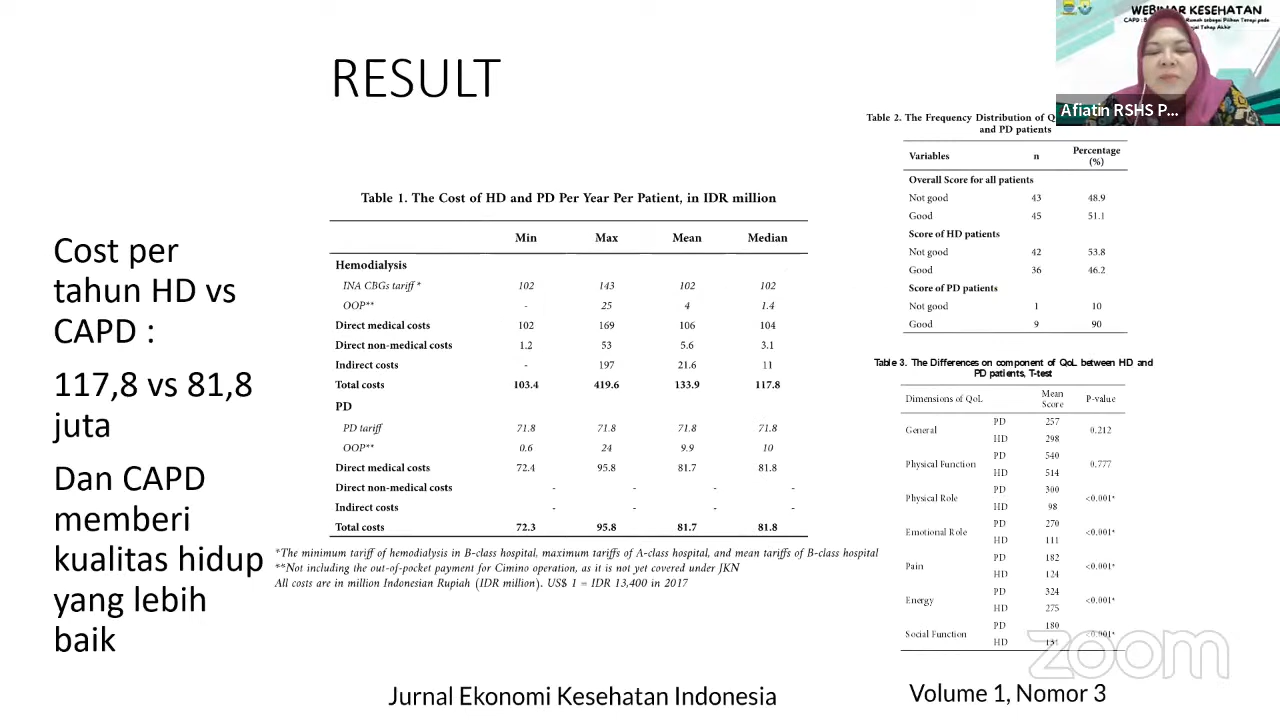 RESULT
Cost per
tahun HD vs
CAPD :
117,8 vs 81,8
juta
Dan CAPD
memberi
kualitas hidup
yang lebih
baik
Table 1. The Cost of HD and PD Per Year Per Patient, in IDR million
Min Max Mean Median
Hemodialysis
INA CBGs tariff * 102 143 102 102
OOP** - 25 4 1.4
Direct medical costs 102 169 106 104
Direct non-medical costs 1.2 53 5.6 3.1
Indirect costs - 197 21.6 11
Total costs 103.4 419.6 133.9 117.8
PD
PD tariff 71.8 71.8 71.8 71.8
OOP** 0.6 24 9.9 10
Direct medical costs 72.4 95.8 81.7 81.8
Direct non-medical costs - - - -
Indirect costs - - - -
Total costs 72.3 95.8 81.7 81.8
*The minimum tariff of hemodialysis in B-class hospital, maximum tariffs of A-class hospital, and mean tariffs of B-class hospital
**Not including the out-of-pocket payment for Cimino operation, as it is not yet covered under JKN
All costs are in million Indonesian Rupiah (IDR million). US$ 1 = IDR 13,400 in 2017
WEBINAR KESEHATAN
CAPD : Rumah sebagai Pilihan Terapi pada
Tahap Akhir
Afiatin RSHS P...
Table 2. The Frequency Distribution of
and PD patients
Variables n Percentage
(%)
Overall Score for all patients
Not good 43 48.9
Good 45 51.1
Score of HD patients
Not good 42 53.8
Good 36 46.2
Score of PD patients
Not good 1 10
Good 9 90
Table 3. The Differences on component of QoL between HD and
PD patients, T-test
Dimensions of QoL Mean
Score P-value
General PD 257 0.212
HD 298
Physical Function PD 540 0.777
HD 514
Physical Role PD 300 <0.001*
HD 98
Emotional Role PD 270 <0.001*
HD 111
Pain PD 182 <0.001*
HD 124
Energy PD 324 <0.001*
HD 275
Social Function PD 180 <0.001*
HD 131
zoom
Jurnal Ekonomi Kesehatan Indonesia
Volume 1, Nomor 3